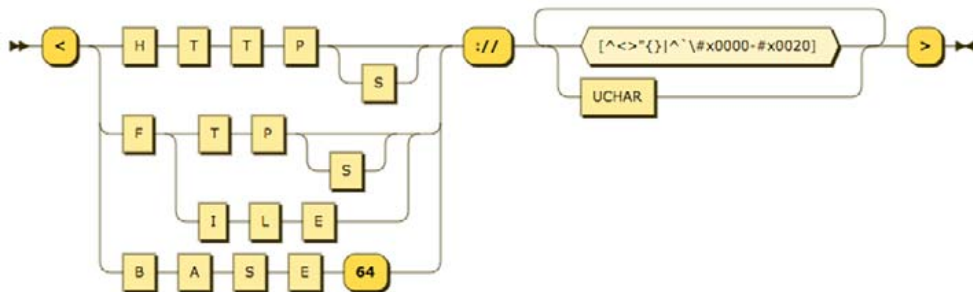 < H T T P :// [^<>"{}|^`\#x0000-#x0020] >
S UCHAR
F T P
S
I L E
B A S E 64